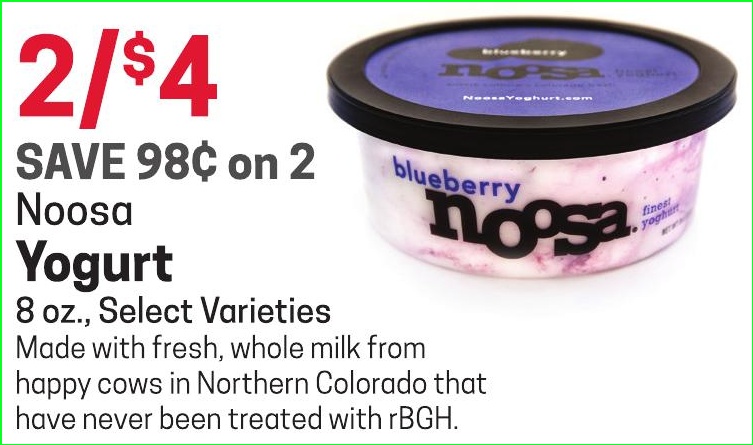 2/$4
SAVE 98¢ on 2
Noosa
Yogurt
8 oz., Select Varieties
Made with fresh, whole milk from
happy cows in Northern Colorado that
have never been treated with rBGH.
blueberry
noosa
NoosaYoghurt.com
blueberry
noosa.
finest
yoghurt